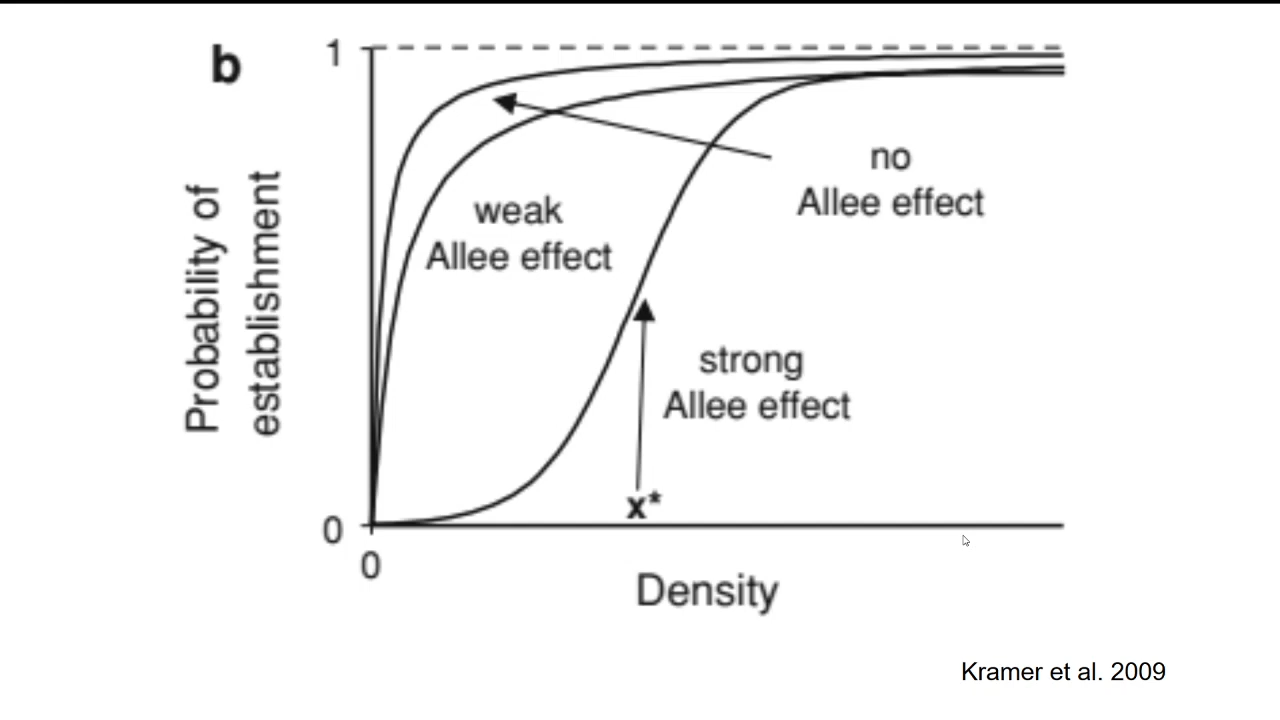 b
1
Probability of
establishment
no
Allee effect
weak
Allee effect
strong
Allee effect
x*
0
0
Density
Kramer et al. 2009